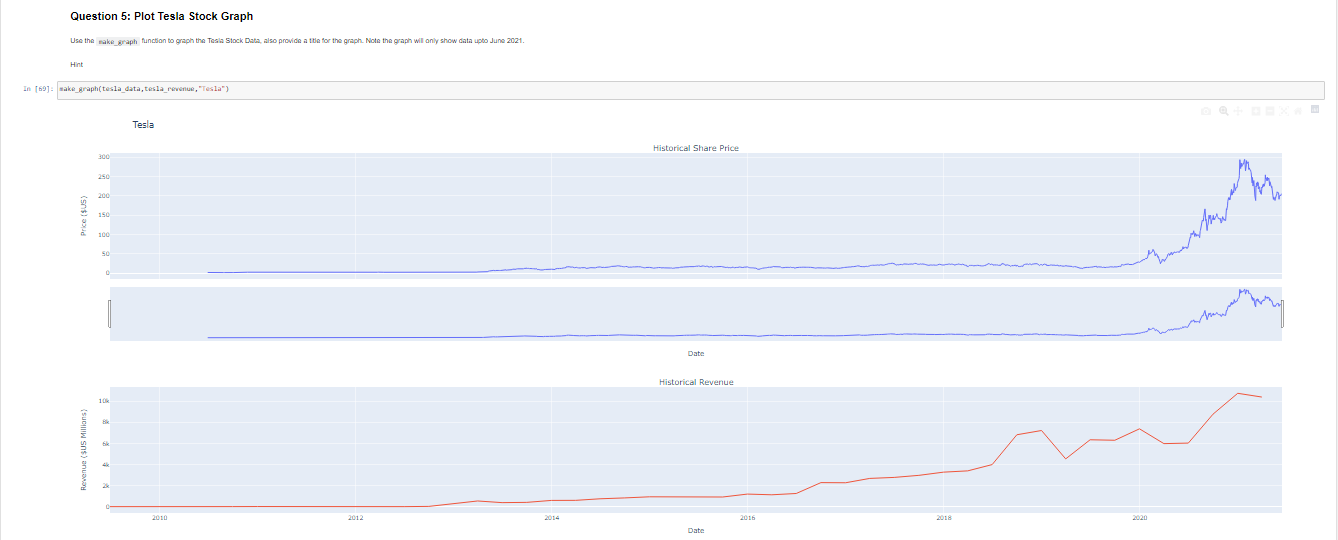 Question 5: Plot Tesla Stock Graph
Use the make_graph function to graph the Tesla Stock Data, also provide a title for the graph. Note the graph will only show data upto June 2021.
Hint
In [69]: make_graph(tesla_data,tesla_revenue,"Tesla")
Tesla
Historical Share Price
300
250
200
150
100
50
0
Price ($US)
Date
Historical Revenue
10k
8k
6k
4k
2k
0
Revenue ($US Millions)
2010 2012 2014 2016 2018 2020
Date